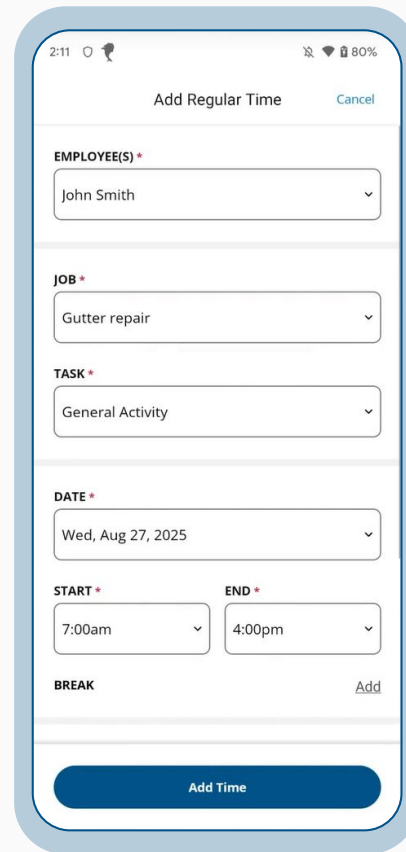 2:11 80%
Add Regular Time Cancel
EMPLOYEE(S) *
John Smith
JOB *
Gutter repair
TASK *
General Activity
DATE *
Wed, Aug 27, 2025
START * END *
7:00am 4:00pm
BREAK Add
Add Time